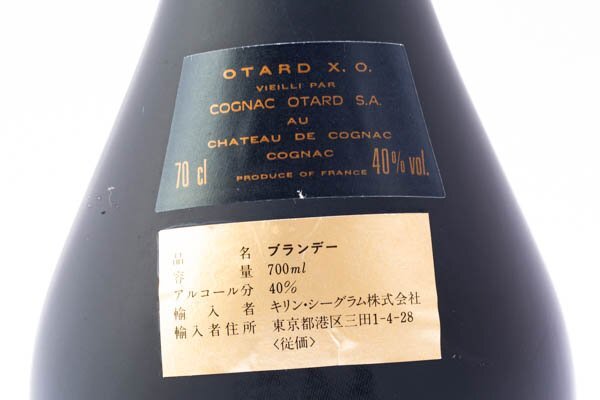 OTARD X. O.
VIEILLI PAR
COGNAC OTARD S.A.
AU
CHATEAU DE COGNAC
COGNAC
70 cl
40% vol.
PRODUCE OF FRANCE
品名 ブランデー
容量 700ml
アルコール分 40%
輸入者 キリン・シーグラム株式会社
輸入者住所 東京都港区三田1-4-28
〈従価〉